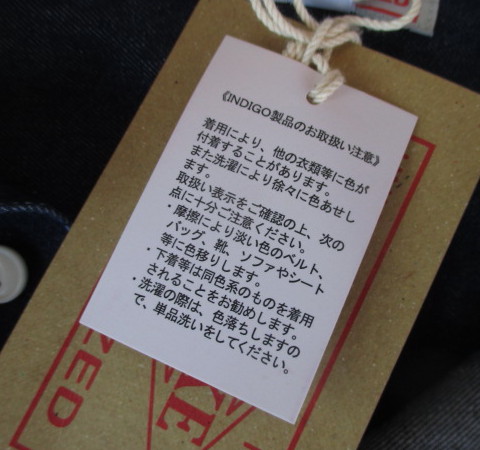 《INDIGO製品のお取扱い注意》
着用により、他の衣類等に色が
付着することがあります。
また洗濯により徐々に色あせし
ます。
取扱い表示をご確認の上、次の
点に十分ご注意ください。
・摩擦により淡い色のベルト、
バッグ、靴、ソファや・シート
等に色移りします。
・下着等は同色系のものを着用
されることをお勧めします。
・洗濯の際は、色落ちしますの
で、単品洗いをしてください。
ZED
KE